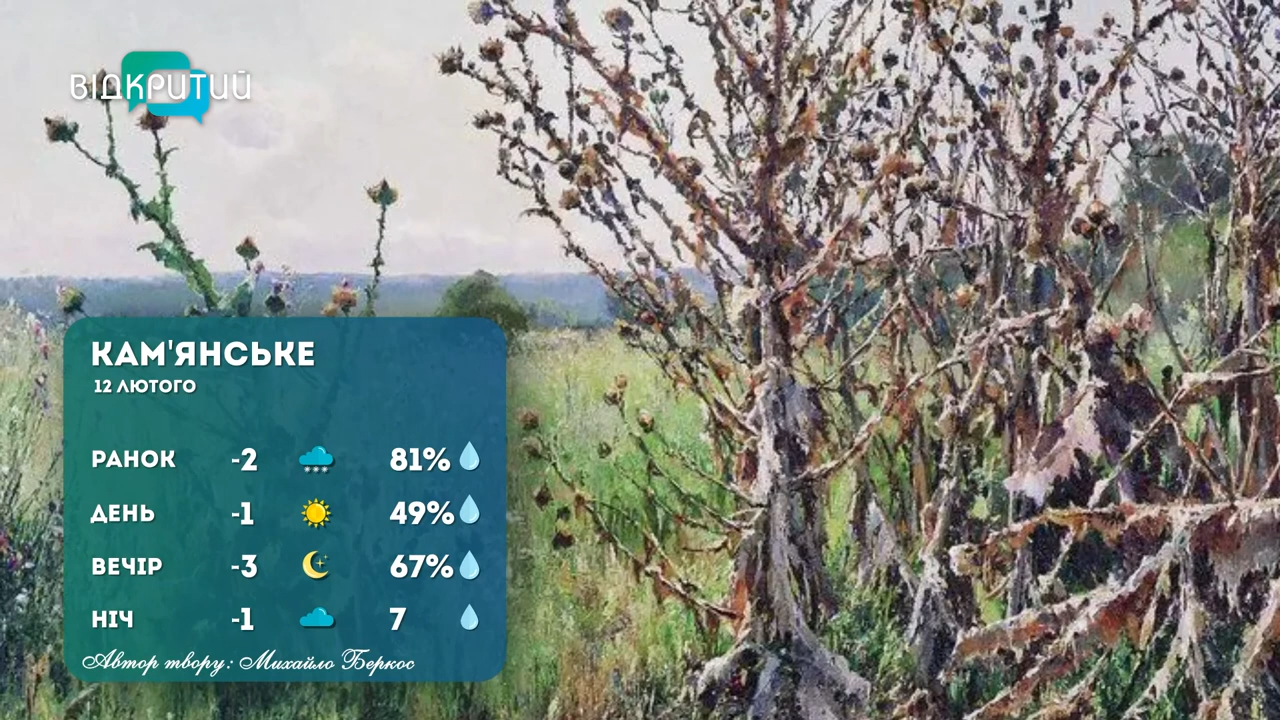 ВІДКРИТИЙ
КАМ'ЯНСЬКЕ
12 ЛЮТОГО
РАНОК -2 81%
ДЕНЬ -1 49%
ВЕЧІР -3 67%
НІЧ -1 7
Автор твору: Михайло Беркос